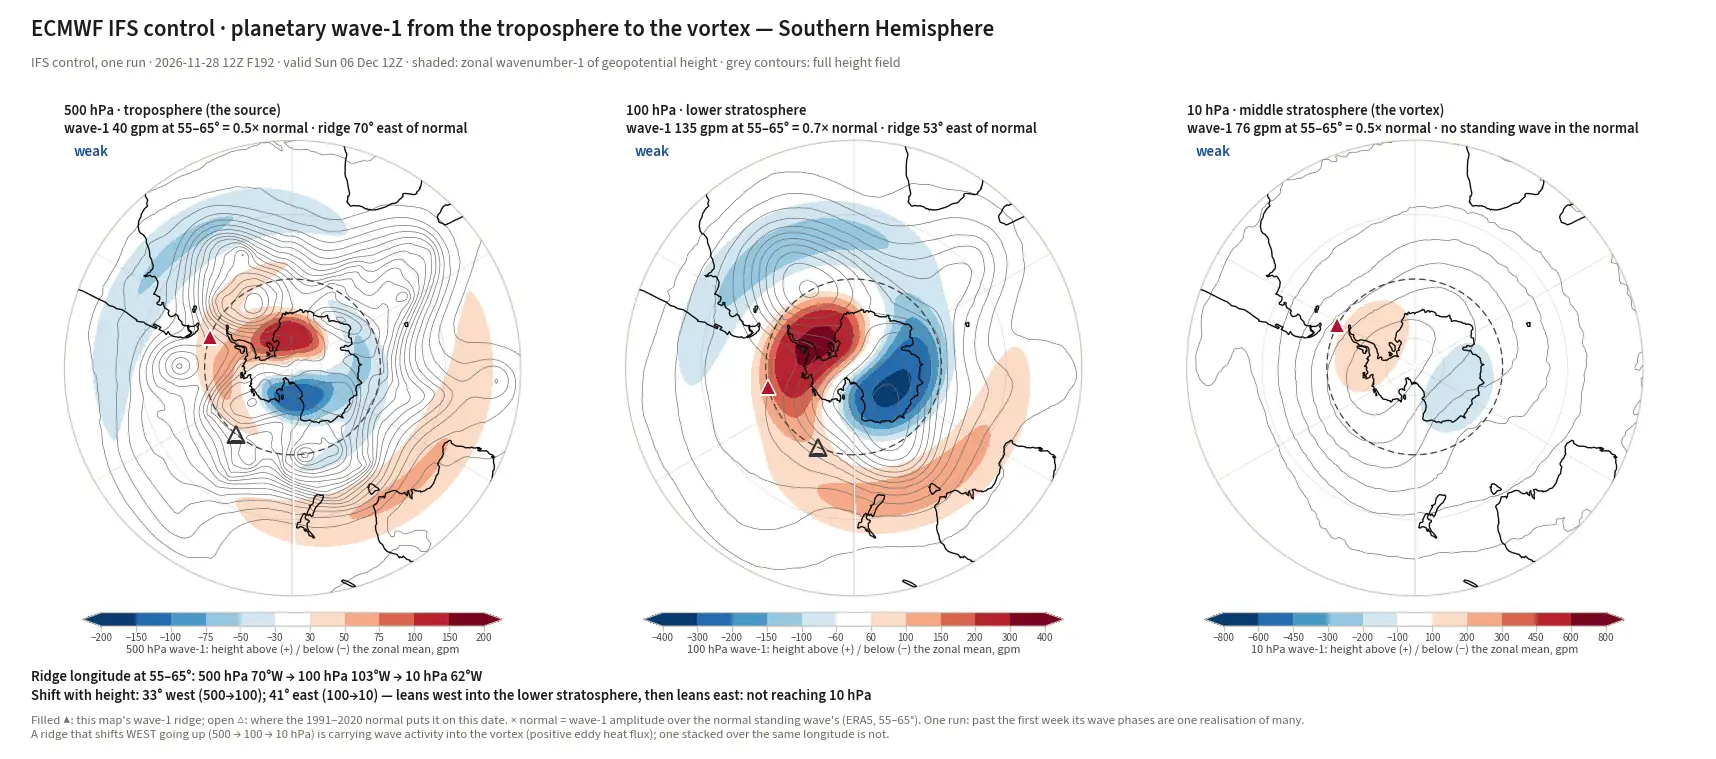 ECMWF IFS control · planetary wave-1 from the troposphere to the vortex — Southern Hemisphere
IFS control, one run · 2026-11-28 12Z F192 · valid Sun 06 Dec 12Z · shaded: zonal wavenumber-1 of geopotential height · grey contours: full height field
500 hPa · troposphere (the source)
wave-1 40 gpm at 55–65° = 0.5× normal · ridge 70° east of normal
weak
100 hPa · lower stratosphere
wave-1 135 gpm at 55–65° = 0.7× normal · ridge 53° east of normal
weak
10 hPa · middle stratosphere (the vortex)
wave-1 76 gpm at 55–65° = 0.5× normal · no standing wave in the normal
weak
−200 −150 −100 −75 −50 −30 30 50 75 100 150 200
500 hPa wave-1: height above (+) / below (−) the zonal mean, gpm
−400 −300 −200 −150 −100 −60 60 100 150 200 300 400
100 hPa wave-1: height above (+) / below (−) the zonal mean, gpm
−800 −600 −450 −300 −200 −100 100 200 300 450 600 800
10 hPa wave-1: height above (+) / below (−) the zonal mean, gpm
Ridge longitude at 55–65°: 500 hPa 70°W → 100 hPa 103°W → 10 hPa 62°W
Shift with height: 33° west (500→100); 41° east (100→10) — leans west into the lower stratosphere, then leans east: not reaching 10 hPa
Filled ▲: this map's wave-1 ridge; open △: where the 1991–2020 normal puts it on this date. × normal = wave-1 amplitude over the normal standing wave's (ERA5, 55–65°). One run: past the first week its wave phases are one realisation of many.
A ridge that shifts WEST going up (500 → 100 → 10 hPa) is carrying wave activity into the vortex (positive eddy heat flux); one stacked over the same longitude is not.